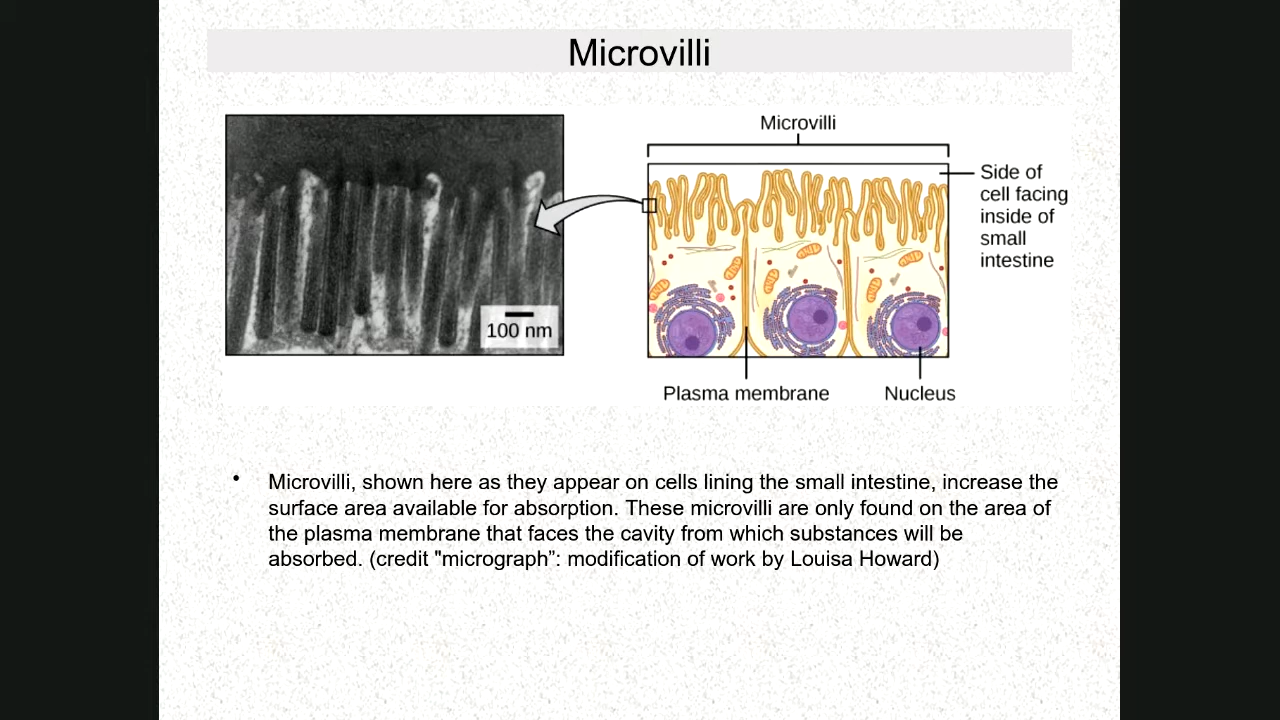 Microvilli
Microvilli
Side of
cell facing
inside of
small
intestine
100 nm
Plasma membrane
Nucleus
• Microvilli, shown here as they appear on cells lining the small intestine, increase the
surface area available for absorption. These microvilli are only found on the area of
the plasma membrane that faces the cavity from which substances will be
absorbed. (credit "micrograph”: modification of work by Louisa Howard)